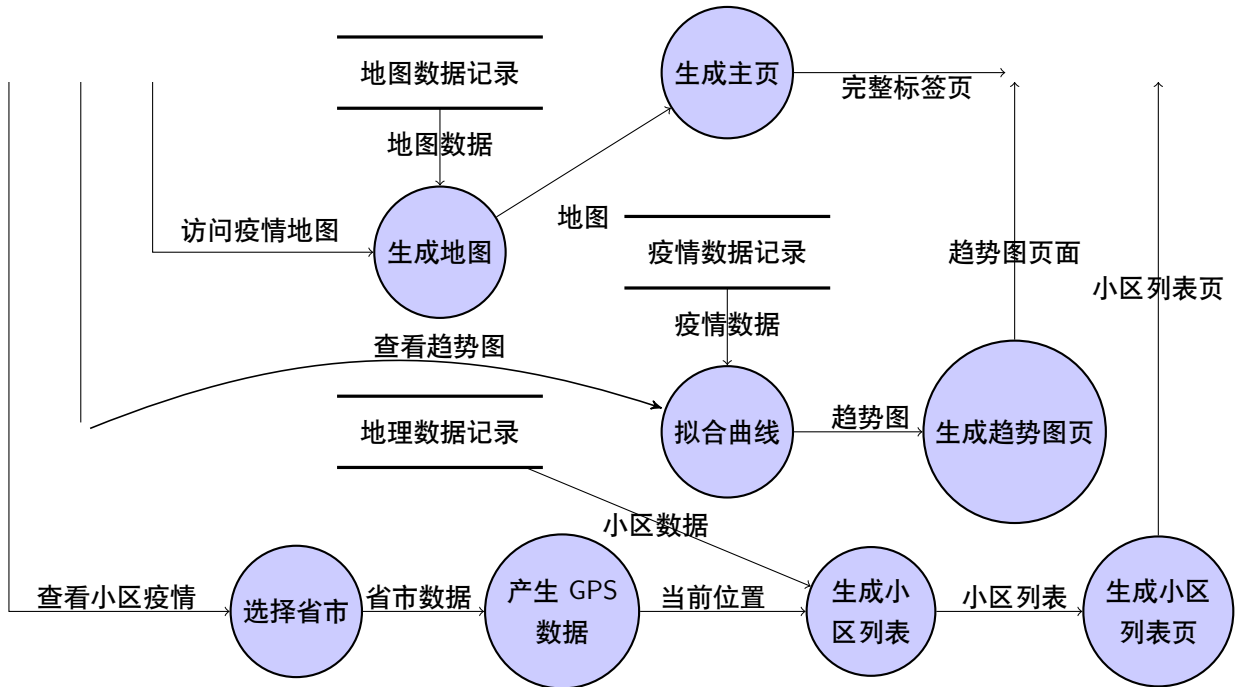 地图数据记录
生成主页
完整标签页
地图数据
访问疫情地图
生成地图
地图
疫情数据记录
趋势图页面
小区列表页
疫情数据
查看趋势图
地理数据记录
拟合曲线
趋势图
生成趋势图页
小区数据
查看小区疫情
选择省市
省市数据
产生 GPS
数据
当前位置
生成小
区列表
小区列表
生成小区
列表页